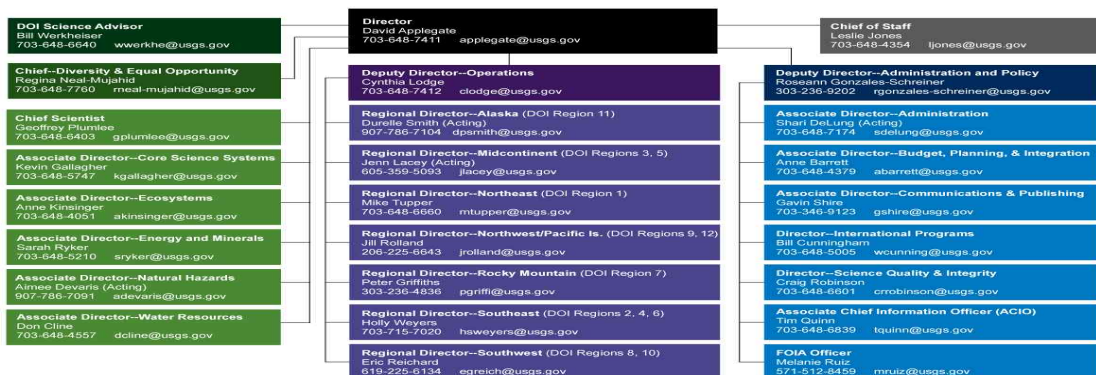 DOI Science Advisor
Bill Werkheiser
703-648-6640 wwerkhe@usgs.gov
Director
David Applegate
703-648-7411 applegate@usgs.gov
Chief of Staff
Leslie Jones
703-648-4354 ljones@usgs.gov
Chief--Diversity & Equal Opportunity
Regina Neal-Mujahid
703-648-7760 rneal-mujahid@usgs.gov
Chief Scientist
Geoffrey Plumlee
703-648-6403 gplumlee@usgs.gov
Associate Director--Core Science Systems
Kevin Gallagher
703-648-5747 kgallagher@usgs.gov
Associate Director--Ecosystems
Anne Kinsinger
703-648-4051 akinsinger@usgs.gov
Associate Director--Energy and Minerals
Sarah Ryker
703-648-5210 sryker@usgs.gov
Associate Director--Natural Hazards
Aimee Devaris (Acting)
907-786-7091 adevaris@usgs.gov
Associate Director--Water Resources
Don Cline
703-648-4557 dcline@usgs.gov
Deputy Director--Operations
Cynthia Lodge
703-648-7412 clodge@usgs.gov
Regional Director--Alaska (DOI Region 11)
Durelle Smith (Acting)
907-786-7104 dpsmith@usgs.gov
Regional Director--Midcontinent (DOI Regions 3, 5)
Jenn Lacey (Acting)
605-359-5093 jlacey@usgs.gov
Regional Director--Northeast (DOI Region 1)
Mike Tupper
703-648-6660 mtupper@usgs.gov
Regional Director--Northwest/Pacific Is. (DOI Regions 9, 12)
Jill Rolland
206-225-6643 jrolland@usgs.gov
Regional Director--Rocky Mountain (DOI Region 7)
Peter Griffiths
303-236-4836 pgriffi@usgs.gov
Regional Director--Southeast (DOI Regions 2, 4, 6)
Holly Weyers
703-715-7020 hsweyers@usgs.gov
Regional Director--Southwest (DOI Regions 8, 10)
Eric Reichard
619-225-6134 egreich@usgs.gov
Deputy Director--Administration and Policy
Roseann Gonzales-Schreiner
303-236-9202 rgonzales-schreiner@usgs.gov
Associate Director--Administration
Shari DeLung (Acting)
703-648-7174 sdelung@usgs.gov
Associate Director--Budget, Planning, & Integration
Anne Barrett
703-648-4379 abarrett@usgs.gov
Associate Director--Communications & Publishing
Gavin Shire
703-346-9123 gshire@usgs.gov
Director--International Programs
Bill Cunningham
703-648-5005 wcunning@usgs.gov
Director--Science Quality & Integrity
Craig Robinson
703-648-6601 crrobinson@usgs.gov
Associate Chief Information Officer (ACIO)
Tim Quinn
703-648-6839 tquinn@usgs.gov
FOIA Officer
Melanie Ruiz
571-512-8459 mruiz@usgs.gov